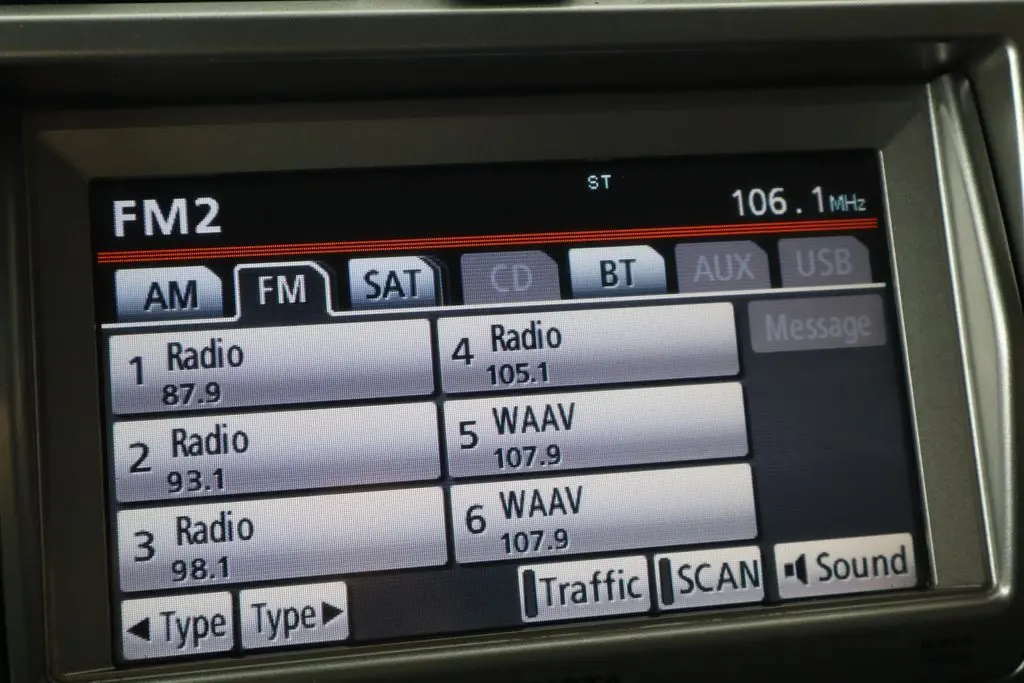 ST
FM2
106.1MHz
AM FM SAT CD BT AUX USB
1 Radio
87.9
4 Radio
105.1
Message
2 Radio
93.1
5 WAAV
107.9
3 Radio
98.1
6 WAAV
107.9
Type
Type
Traffic
SCAN
Sound